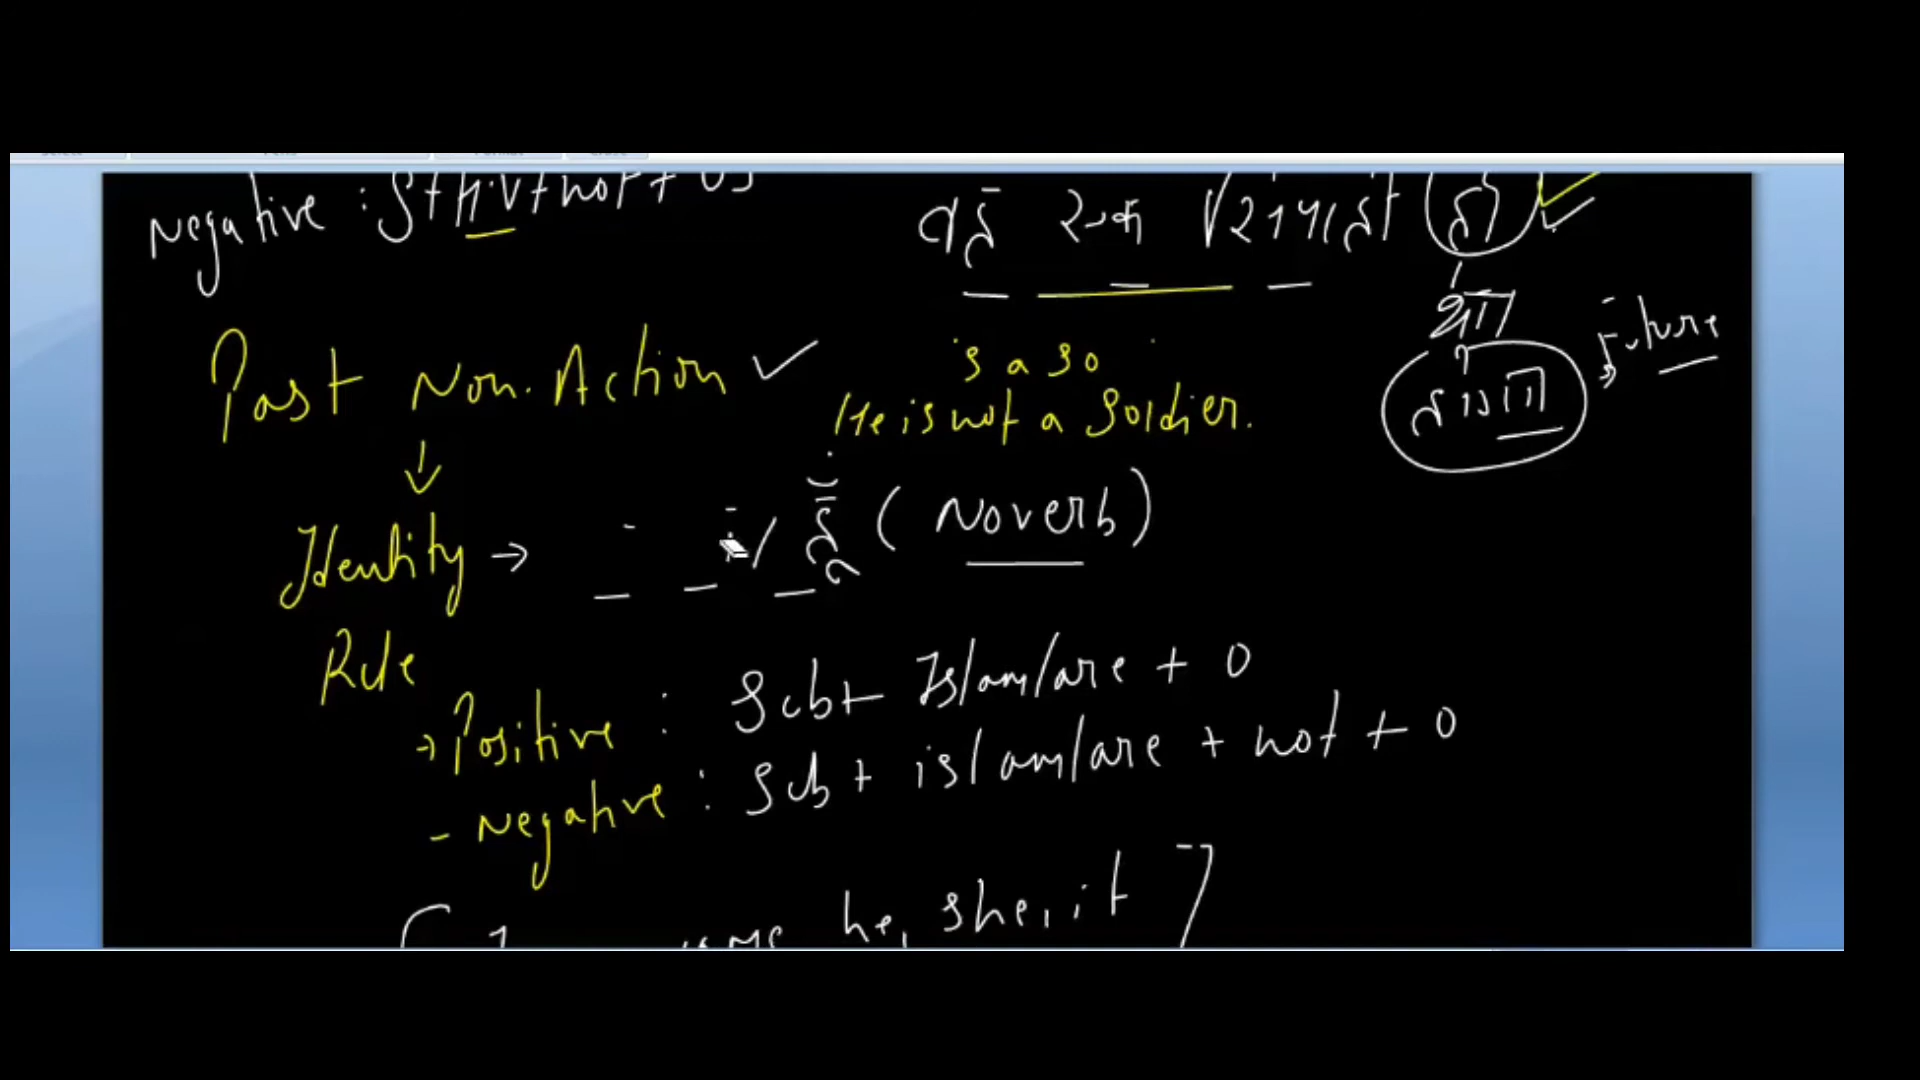 Negative : S + H.V + not + Obj
वह एक सिपाही है
था
Past Non-Action
is a so
Future
He is not a Soldier.
होगा
Identity → / हूँ (No verb)
Rule
→ Positive : Sub + Is/am/are + O
- Negative : Sub + is/am/are + not + O
he, she, it ]